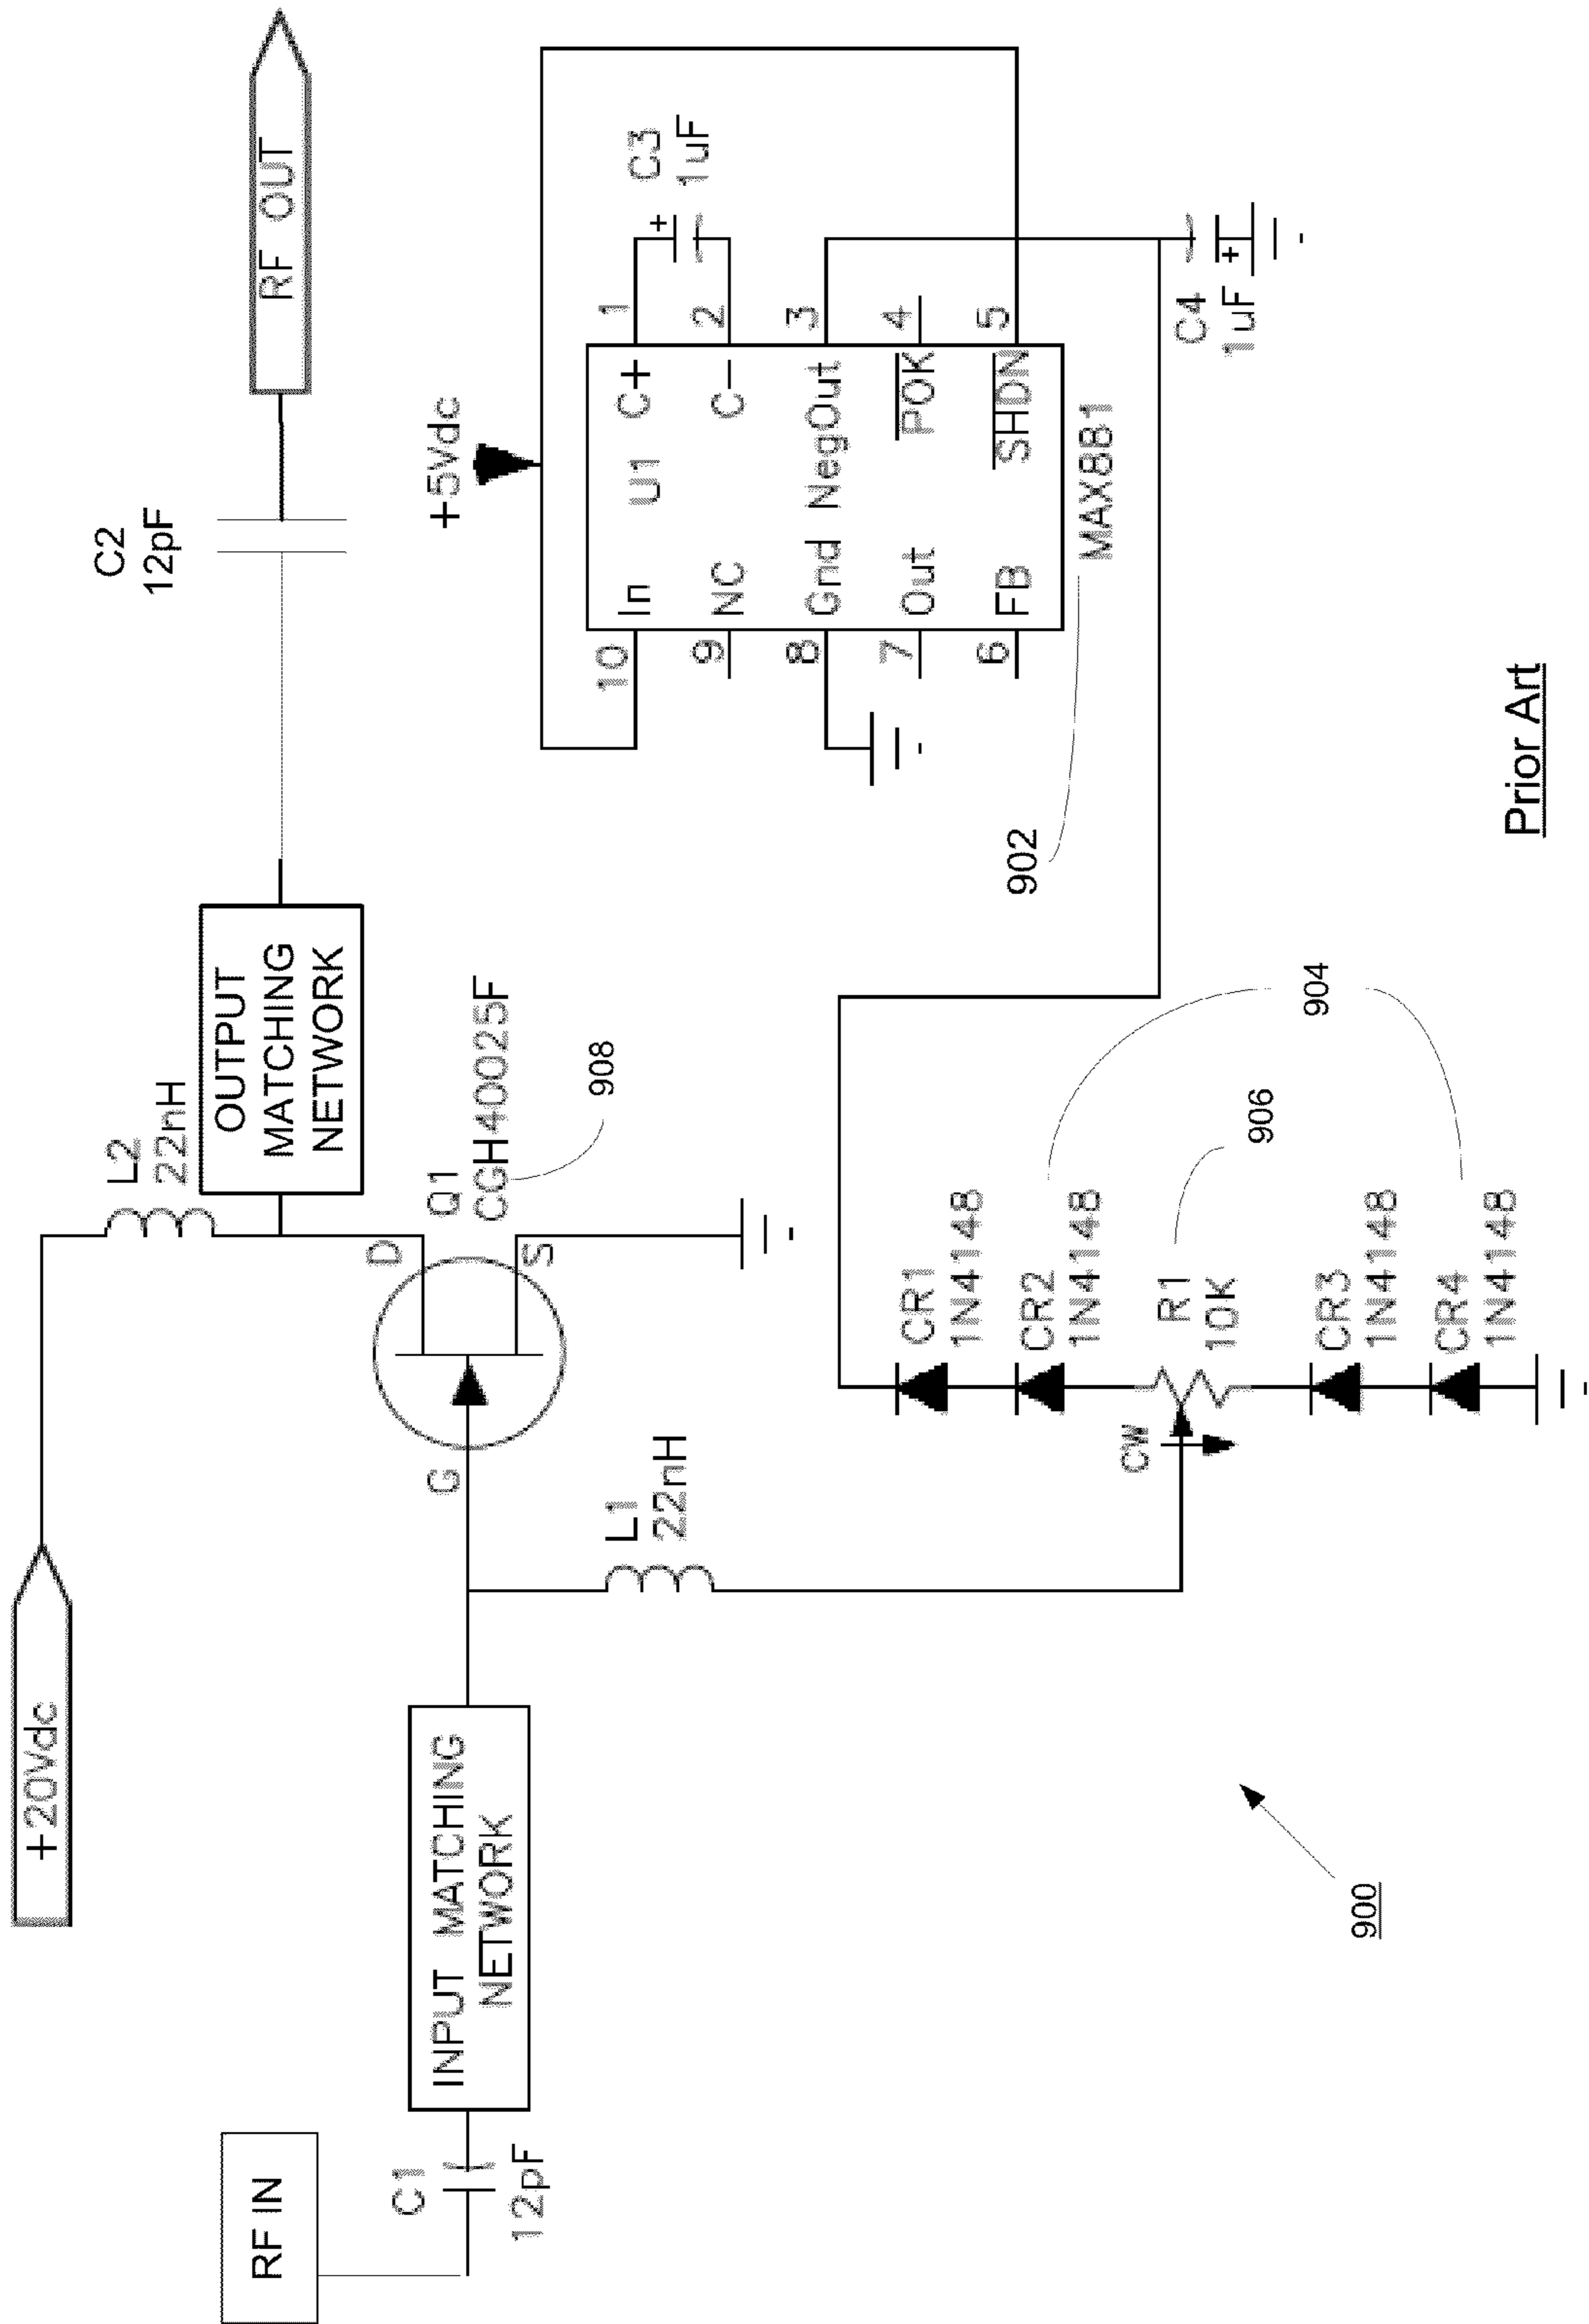 +20Vdc
RF IN
C1
12pF
INPUT MATCHING
NETWORK
L2
22nH
OUTPUT
MATCHING
NETWORK
C2
12pF
RF OUT
D
G
S
Q1
CGH40025F
908
L1
22nH
+5Vdc
10
In
U1
C+
1
9
NC
C-
2
8
Gnd
NegOut
3
7
Out
POK
4
6
FB
SHDN
5
MAX881
902
+
C3
1uF
C4
1uF
+
CR1
1N4148
CR2
1N4148
CW
R1
10K
CR3
1N4148
CR4
1N4148
906
904
900
Prior Art